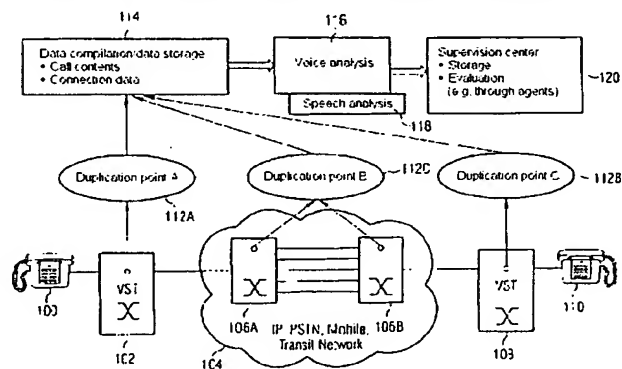 114
116
Data compilation/data storage
• Call contents
• Connection data
Voice analysis
Speech analysis
118
Supervision center
• Storage
• Evaluation
(e.g. through agents)
120
Duplication point A
112A
Duplication point B
112C
Duplication point C
112B
100
VST
102
106A
106B
IP, PSTN, Mobile,
Transit Network
104
VST
108
110